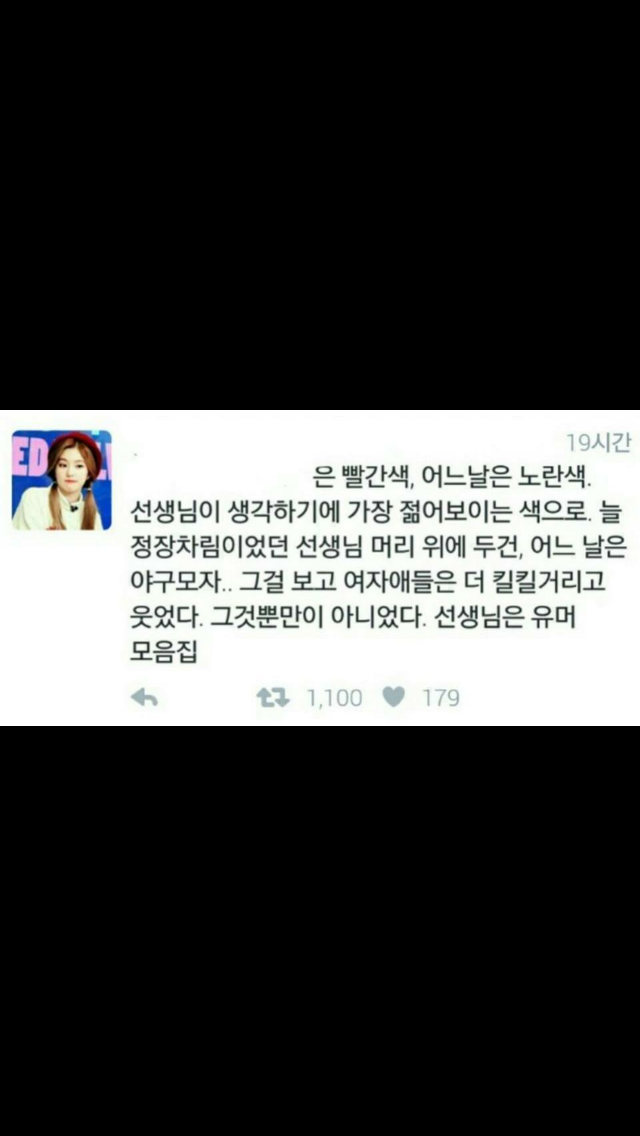 ED
19시간
은 빨간색, 어느날은 노란색.
선생님이 생각하기에 가장 젊어보이는 색으로. 늘
정장차림이었던 선생님 머리 위에 두건, 어느 날은
야구모자.. 그걸 보고 여자애들은 더 킬킬거리고
웃었다. 그것뿐만이 아니었다. 선생님은 유머
모음집
1,100 179